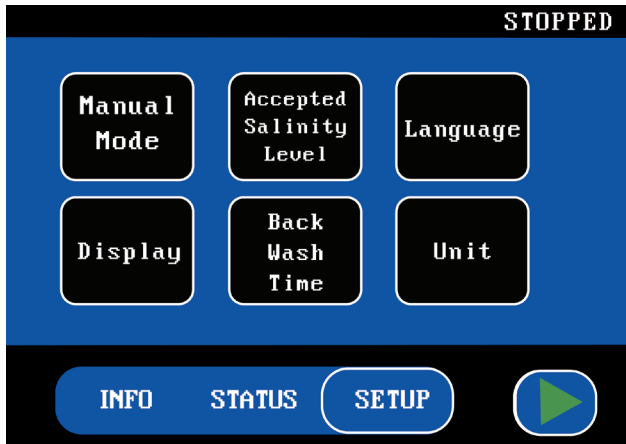 STOPPED
Manual
Mode
Accepted
Salinity
Level
Language
Display
Back
Wash
Time
Unit
INFO
STATUS
SETUP